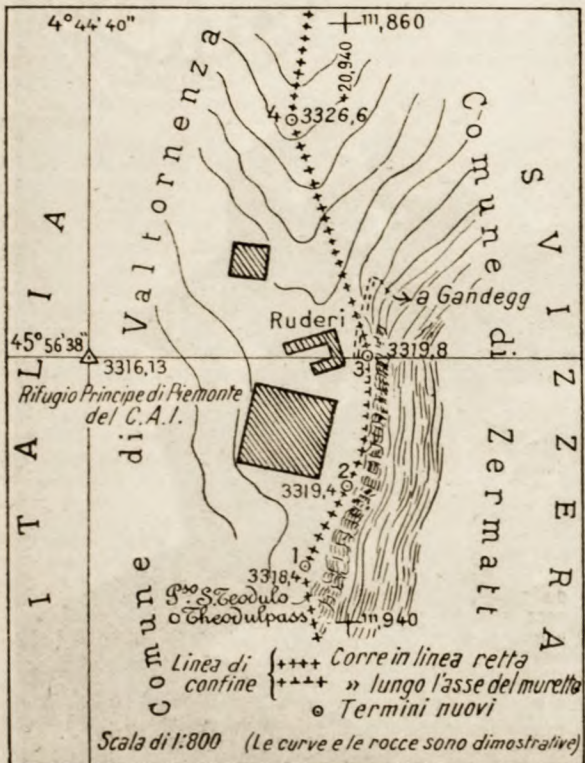 4°44'40"
111,860
20,940
4
3326,6
ITALIA
Comune di Valtornenza
SVIZZERA
Comune di Zermatt
a Gandegg
Ruderi
45°56'38"
3316,13
3
3319,8
Rifugio Principe di Piemonte
del C.A.I.
2
3319,4
1
3318,4
P.so S. Teodulo
o Theodulpass
111,940
Linea di
confine
++++ Corre in linea retta
» lungo l'asse del muretto
Termini nuovi
Scala di 1:800 (Le curve e le rocce sono dimostrative)